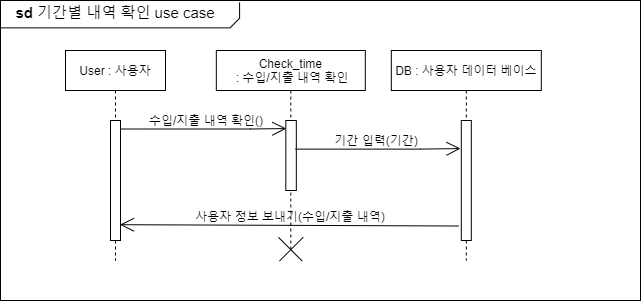 sd 기간별 내역 확인 use case
User : 사용자
Check_time
: 수입/지출 내역 확인
DB : 사용자 데이터 베이스
수입/지출 내역 확인()
기간 입력(기간)
사용자 정보 보내기(수입/지출 내역)